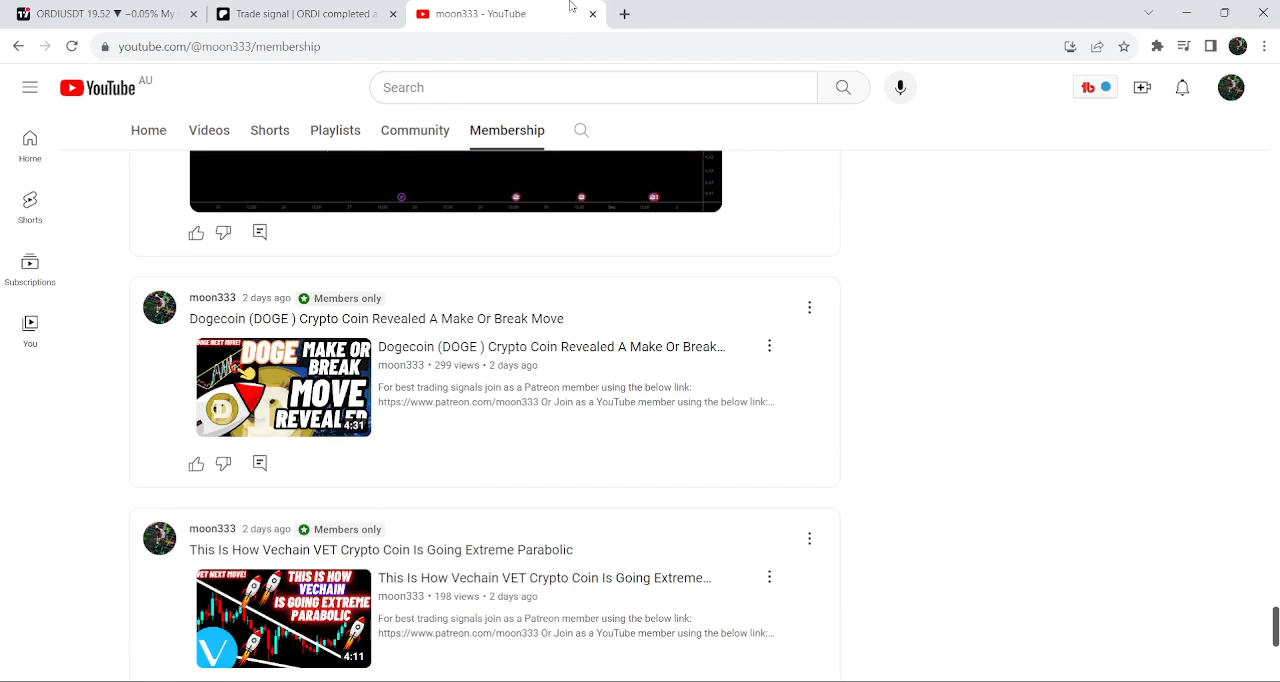 ORDIUSDT 19.52 ▼ −0.05% My
Trade signal | ORDI completed a
moon333 - YouTube
youtube.com/@moon333/membership
YouTube AU
Search
Home Videos Shorts Playlists Community Membership
Home
Shorts
Subscriptions
You
moon333 2 days ago Members only
Dogecoin (DOGE ) Crypto Coin Revealed A Make Or Break Move
DOGE NEXT MOVE!
DOGE MAKE OR
BREAK
MOVE
REVEALED
4:31
Dogecoin (DOGE ) Crypto Coin Revealed A Make Or Break...
moon333 • 299 views • 2 days ago
For best trading signals join as a Patreon member using the below link:
https://www.patreon.com/moon333 Or Join as a YouTube member using the below link:...
moon333 2 days ago Members only
This Is How Vechain VET Crypto Coin Is Going Extreme Parabolic
VET NEXT MOVE!
THIS IS HOW
VECHAIN
IS GOING EXTREME
PARABOLIC
4:11
This Is How Vechain VET Crypto Coin Is Going Extreme...
moon333 • 198 views • 2 days ago
For best trading signals join as a Patreon member using the below link:
https://www.patreon.com/moon333 Or Join as a YouTube member using the below link:...